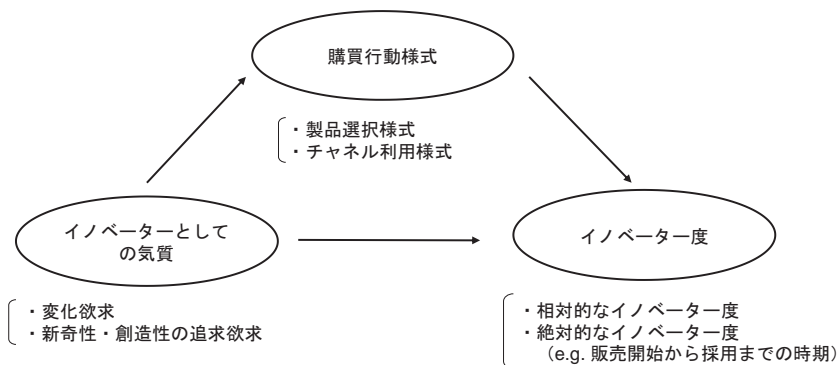 購買行動様式
・製品選択様式
・チャネル利用様式
イノベーターとして
の気質
イノベーター度
・変化欲求
・新奇性・創造性の追求欲求
・相対的なイノベーター度
・絶対的なイノベーター度
（e.g. 販売開始から採用までの時期）